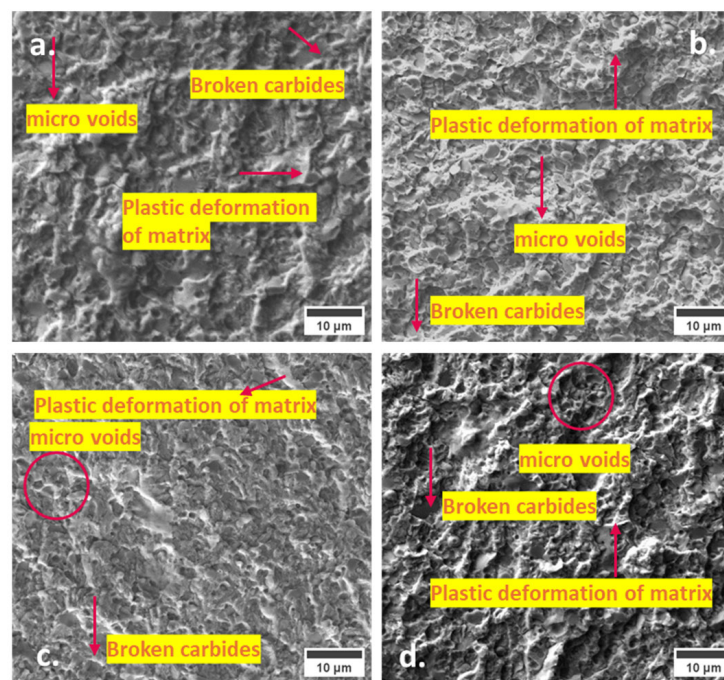 a.
Broken carbides
micro voids
Plastic deformation
of matrix
10 µm
b.
Plastic deformation of matrix
micro voids
Broken carbides
10 µm
Plastic deformation of matrix
micro voids
Broken carbides
c.
10 µm
micro voids
Broken carbides
Plastic deformation of matrix
d.
10 µm